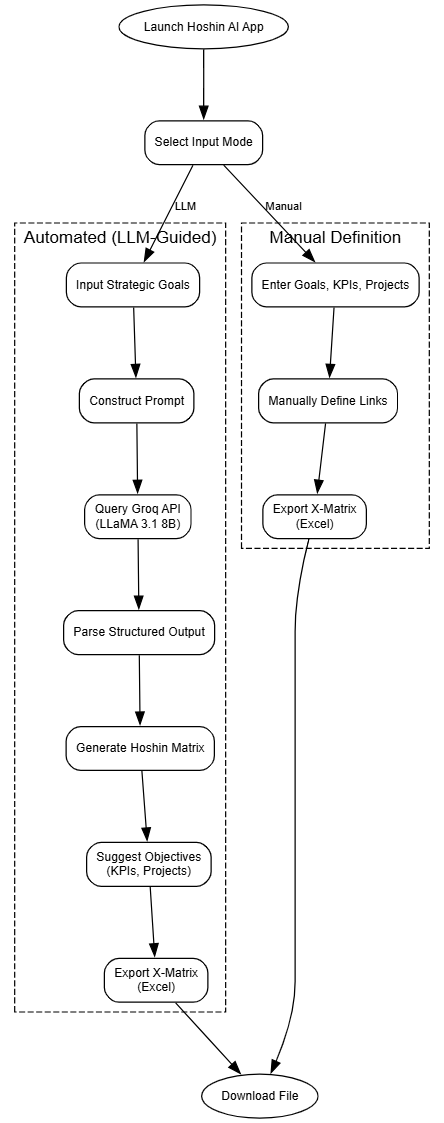 Launch Hoshin AI App
Select Input Mode
LLM
Manual
Automated (LLM-Guided)
Input Strategic Goals
Construct Prompt
Query Groq API
(LLaMA 3.1 8B)
Parse Structured Output
Generate Hoshin Matrix
Suggest Objectives
(KPIs, Projects)
Export X-Matrix
(Excel)
Manual Definition
Enter Goals, KPIs, Projects
Manually Define Links
Export X-Matrix
(Excel)
Download File